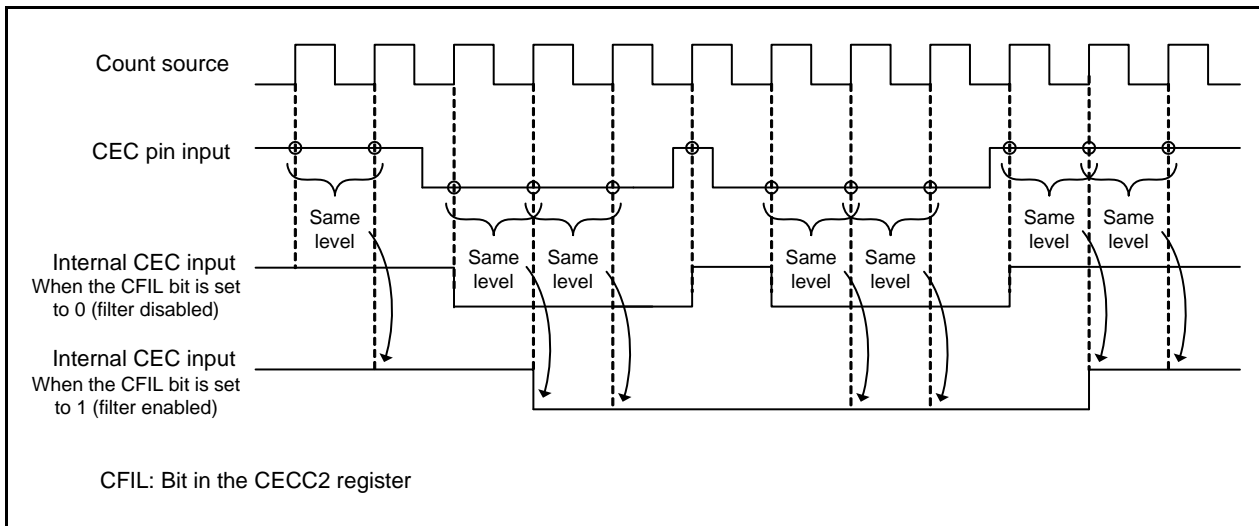 Count source
CEC pin input
Same
level
Same
level
Same
level
Same
level
Same
level
Same
level
Same
level
Internal CEC input
When the CFIL bit is set
to 0 (filter disabled)
Internal CEC input
When the CFIL bit is set
to 1 (filter enabled)
CFIL: Bit in the CECC2 register